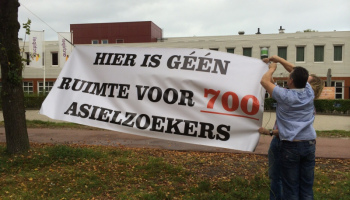 HIER IS GÉÉN
RUIMTE VOOR 700
ASIELZOEKERS